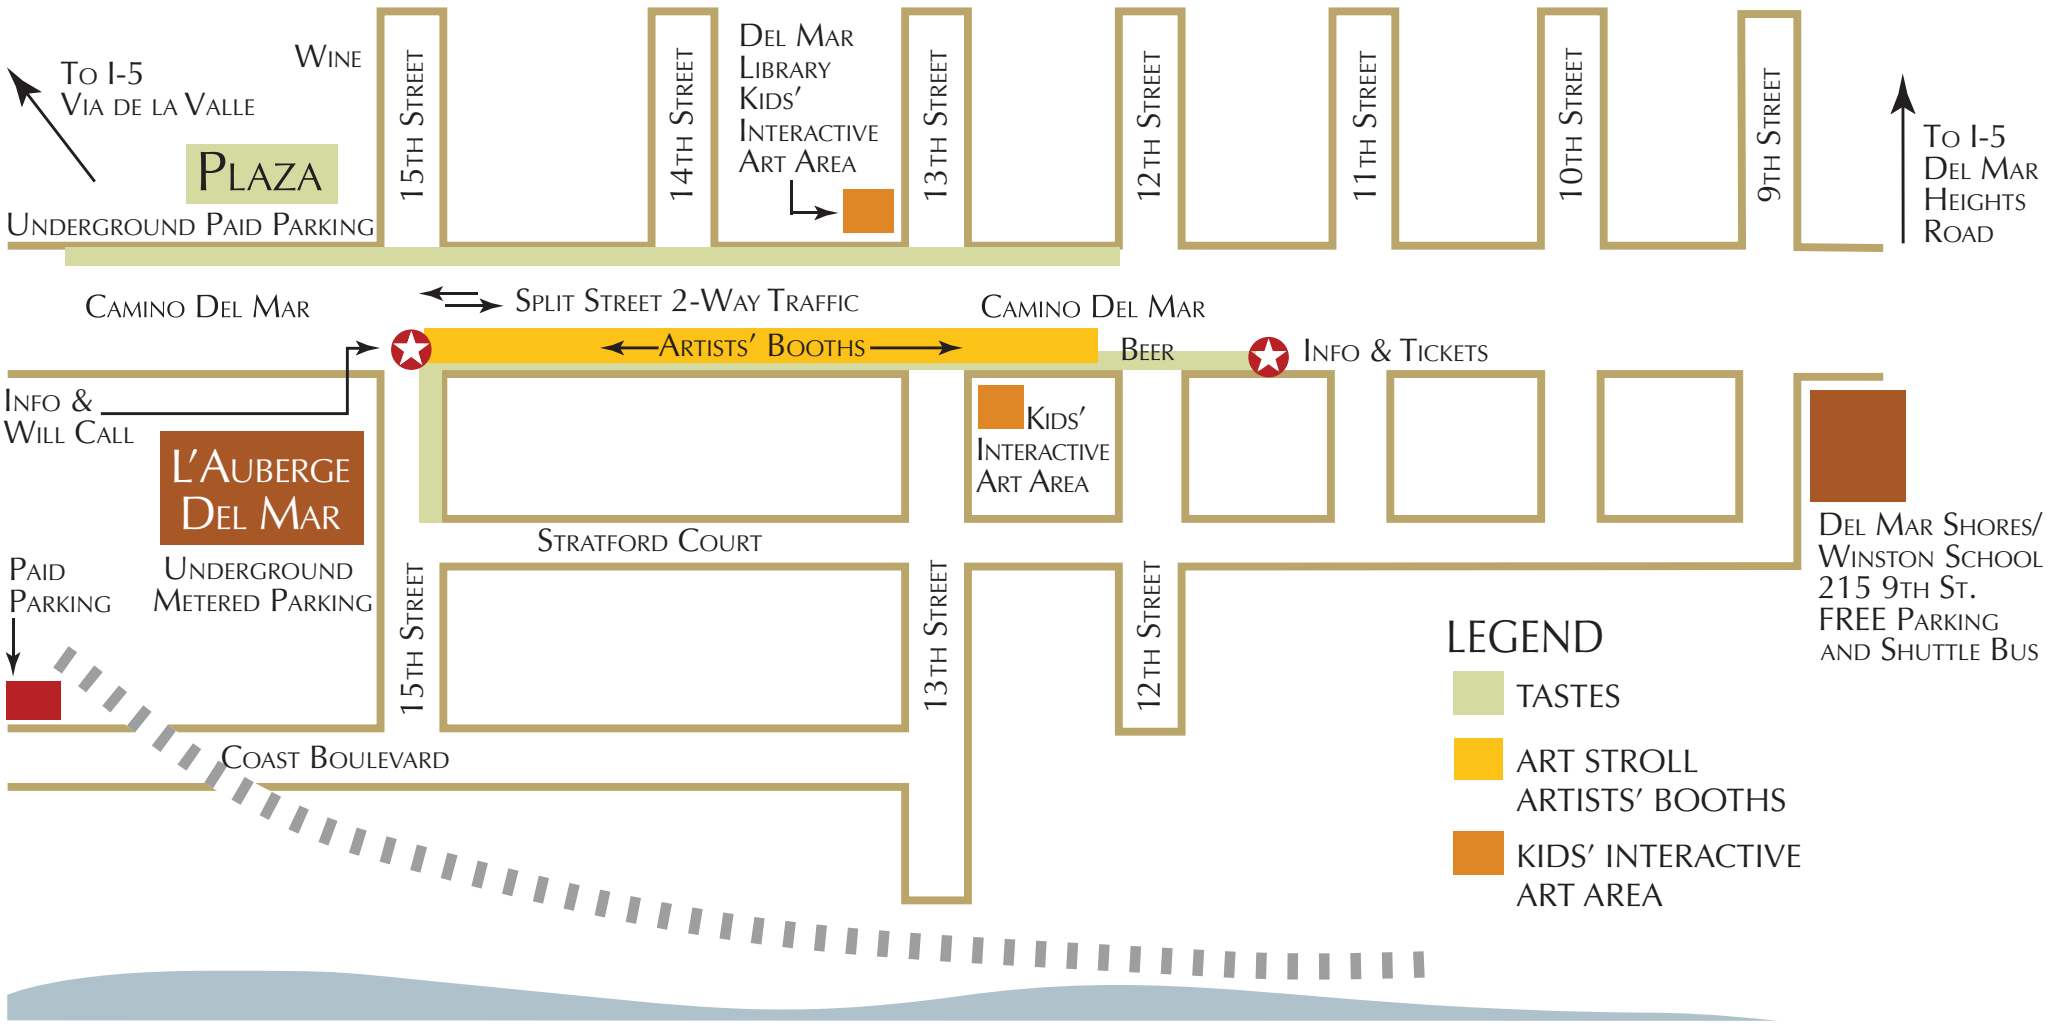 To I-5
Via de la Valle
Wine
Plaza
Underground Paid Parking
15th Street
14th Street
Del Mar
Library
Kids'
Interactive
Art Area
13th Street
12th Street
11th Street
10th Street
9th Street
To I-5
Del Mar
Heights
Road
Camino Del Mar
Split Street 2-Way Traffic
Camino Del Mar
Artists' Booths
Beer
Info & Tickets
Info &
Will Call
L'Auberge
Del Mar
Underground
Metered Parking
Paid
Parking
Kids'
Interactive
Art Area
Stratford Court
15th Street
13th Street
12th Street
Coast Boulevard
Del Mar Shores/
Winston School
215 9th St.
FREE Parking
and Shuttle Bus
LEGEND
TASTES
ART STROLL
ARTISTS' BOOTHS
KIDS' INTERACTIVE
ART AREA